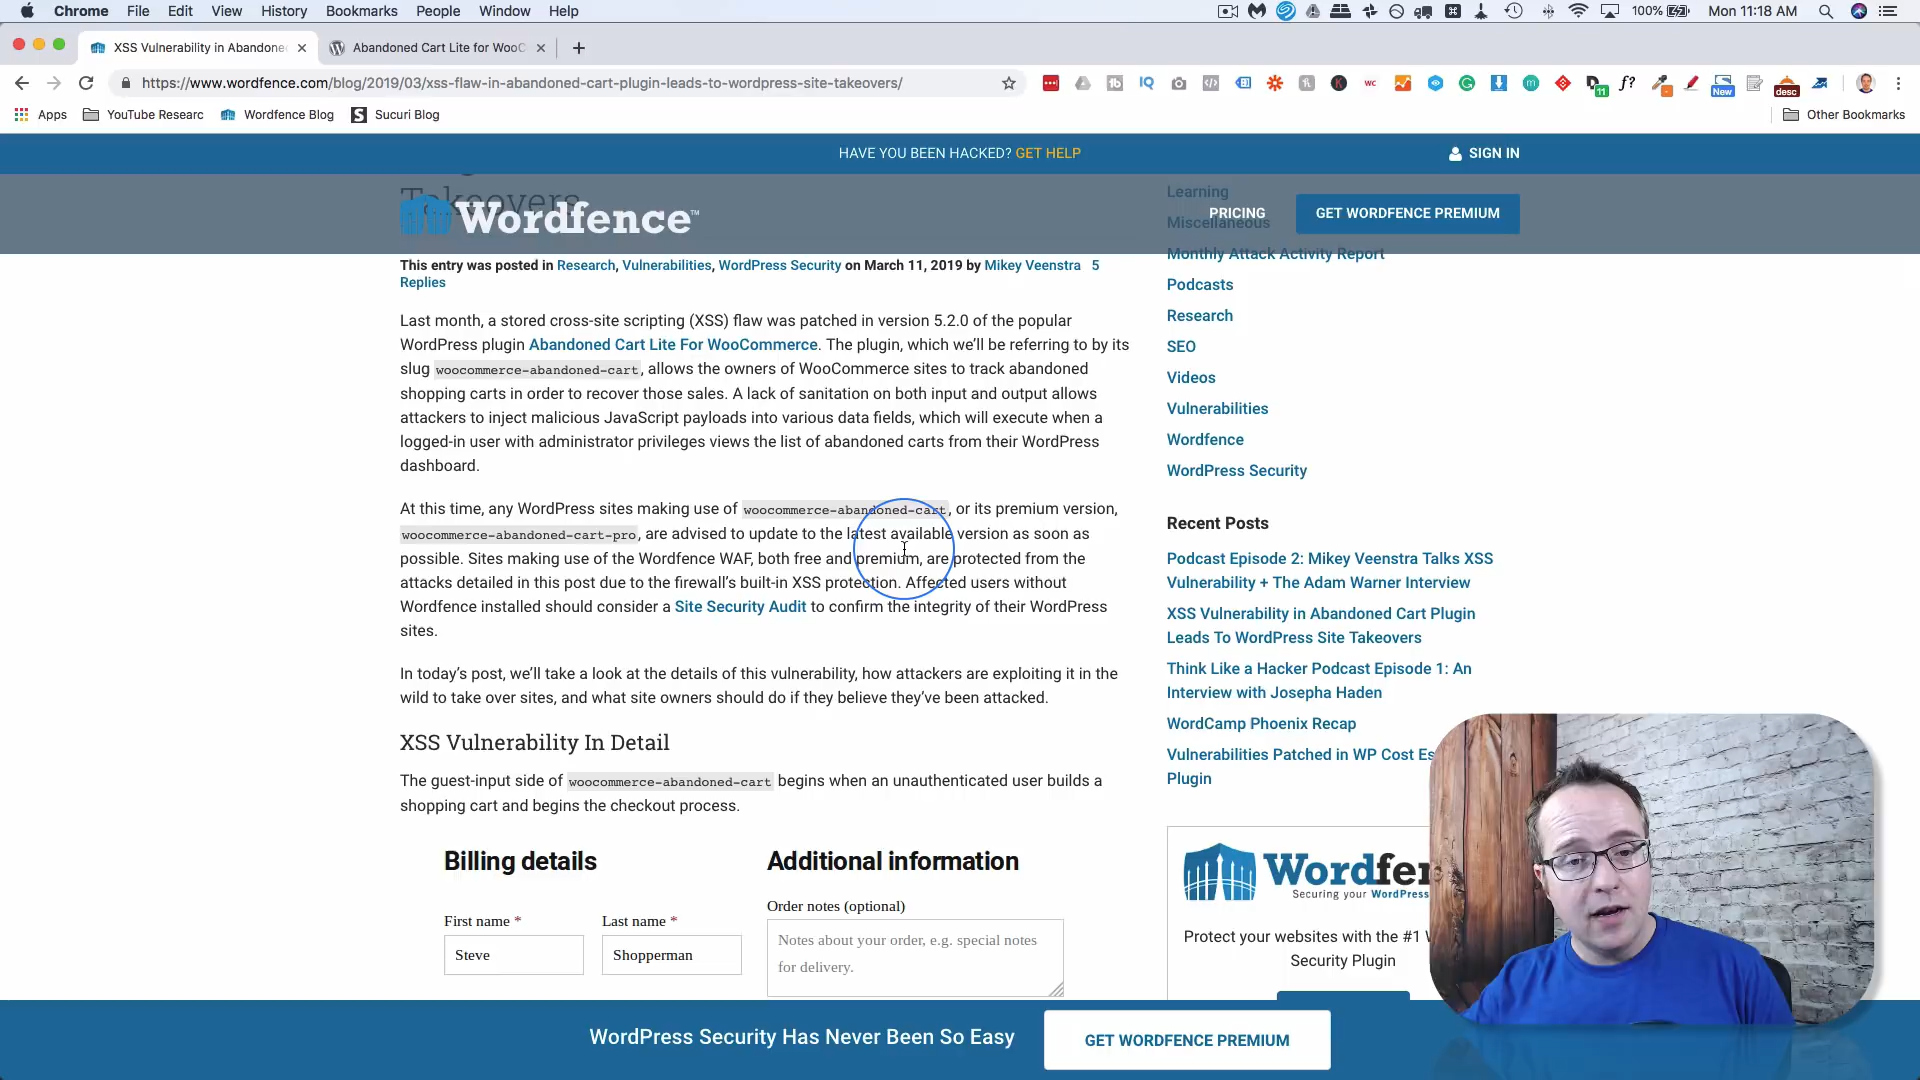 Chrome File Edit View History Bookmarks People Window Help
100% Mon 11:18 AM
XSS Vulnerability in Abandone
Abandoned Cart Lite for WooC
https://www.wordfence.com/blog/2019/03/xss-flaw-in-abandoned-cart-plugin-leads-to-wordpress-site-takeovers/
Apps YouTube Researc Wordfence Blog Sucuri Blog Other Bookmarks
HAVE YOU BEEN HACKED? GET HELP
SIGN IN
Takeovers
Wordfence™
PRICING
GET WORDFENCE PREMIUM
This entry was posted in Research, Vulnerabilities, WordPress Security on March 11, 2019 by Mikey Veenstra 5
Replies
Last month, a stored cross-site scripting (XSS) flaw was patched in version 5.2.0 of the popular
WordPress plugin Abandoned Cart Lite For WooCommerce. The plugin, which we'll be referring to by its
slug woocommerce-abandoned-cart, allows the owners of WooCommerce sites to track abandoned
shopping carts in order to recover those sales. A lack of sanitation on both input and output allows
attackers to inject malicious JavaScript payloads into various data fields, which will execute when a
logged-in user with administrator privileges views the list of abandoned carts from their WordPress
dashboard.
At this time, any WordPress sites making use of woocommerce-abandoned-cart, or its premium version,
woocommerce-abandoned-cart-pro, are advised to update to the latest available version as soon as
possible. Sites making use of the Wordfence WAF, both free and premium, are protected from the
attacks detailed in this post due to the firewall's built-in XSS protection. Affected users without
Wordfence installed should consider a Site Security Audit to confirm the integrity of their WordPress
sites.
In today's post, we'll take a look at the details of this vulnerability, how attackers are exploiting it in the
wild to take over sites, and what site owners should do if they believe they've been attacked.
XSS Vulnerability In Detail
The guest-input side of woocommerce-abandoned-cart begins when an unauthenticated user builds a
shopping cart and begins the checkout process.
Billing details
First name *
Last name *
Steve
Shopperman
Additional information
Order notes (optional)
Notes about your order, e.g. special notes
for delivery.
Learning
Miscellaneous
Monthly Attack Activity Report
Podcasts
Research
SEO
Videos
Vulnerabilities
Wordfence
WordPress Security
Recent Posts
Podcast Episode 2: Mikey Veenstra Talks XSS
Vulnerability + The Adam Warner Interview
XSS Vulnerability in Abandoned Cart Plugin
Leads To WordPress Site Takeovers
Think Like a Hacker Podcast Episode 1: An
Interview with Josepha Haden
WordCamp Phoenix Recap
Vulnerabilities Patched in WP Cost Es
Plugin
Wordfe
Securing your WordPress
Protect your websites with the #1
Security Plugin
WordPress Security Has Never Been So Easy
GET WORDFENCE PREMIUM